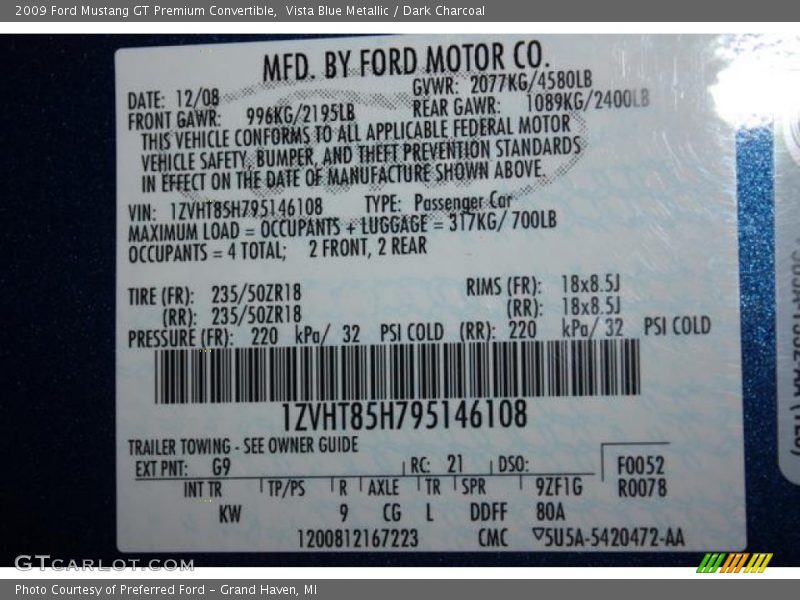 2009 Ford Mustang GT Premium Convertible,  Vista Blue Metallic / Dark Charcoal
MFD. BY FORD MOTOR CO.
DATE: 12/08 GVWR: 2077KG/4580LB
FRONT GAWR: 996KG/2195LB REAR GAWR: 1089KG/2400LB
THIS VEHICLE CONFORMS TO ALL APPLICABLE FEDERAL MOTOR
VEHICLE SAFETY, BUMPER, AND THEFT PREVENTION STANDARDS
IN EFFECT ON THE DATE OF MANUFACTURE SHOWN ABOVE.
VIN: 1ZVHT85H795146108 TYPE: Passenger Car
MAXIMUM LOAD = OCCUPANTS + LUGGAGE = 317KG/ 700LB
OCCUPANTS = 4 TOTAL; 2 FRONT, 2 REAR
TIRE (FR): 235/50ZR18 RIMS (FR): 18x8.5J
(RR): 235/50ZR18 (RR): 18x8.5J
PRESSURE (FR): 220 kPa/ 32 PSI COLD (RR): 220 kPa/ 32 PSI COLD
1ZVHT85H795146108
TRAILER TOWING - SEE OWNER GUIDE
EXT PNT: G9 RC: 21 DSO: F0052
INT TR TP/PS R AXLE TR SPR 9ZF1G R0078
KW 9 CG L DDFF 80A
1200812167223 CMC ▽5U5A-5420472-AA
GTCARLOT.COM
Photo Courtesy of Preferred Ford – Grand Haven, MI